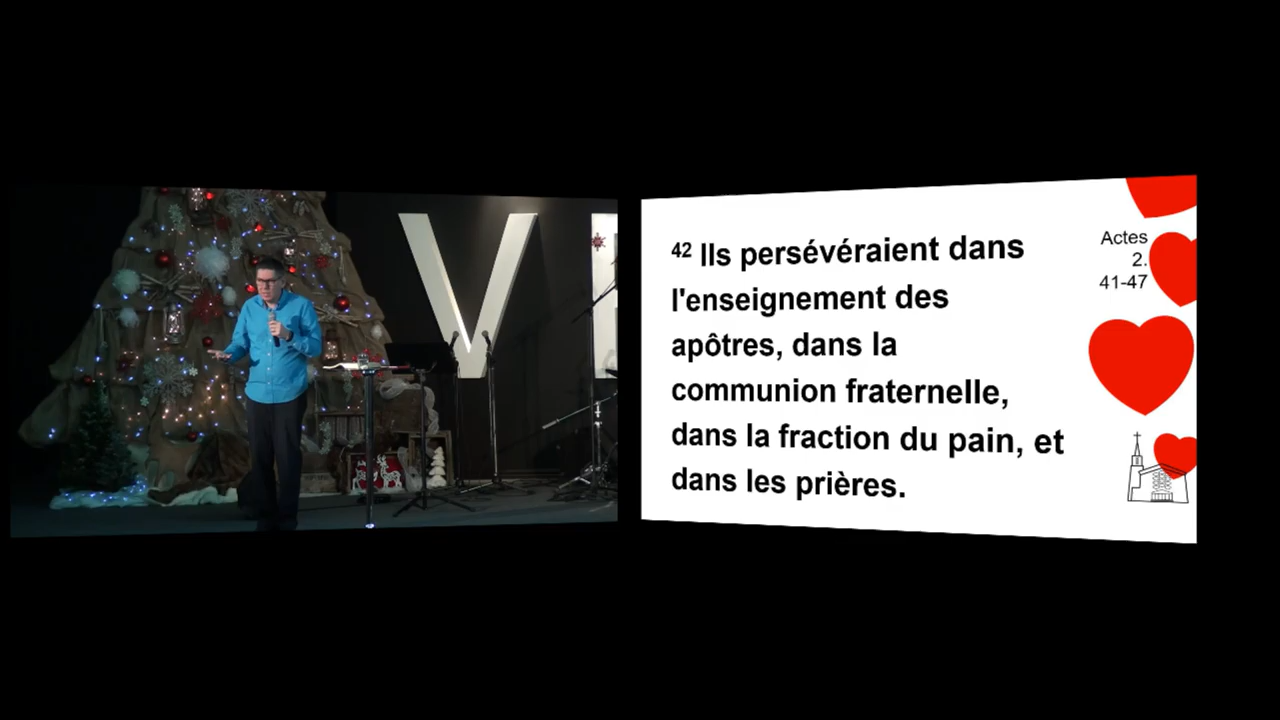 V
42 Ils persévéraient dans
l'enseignement des
apôtres, dans la
communion fraternelle,
dans la fraction du pain, et
dans les prières.
Actes
2.
41-47